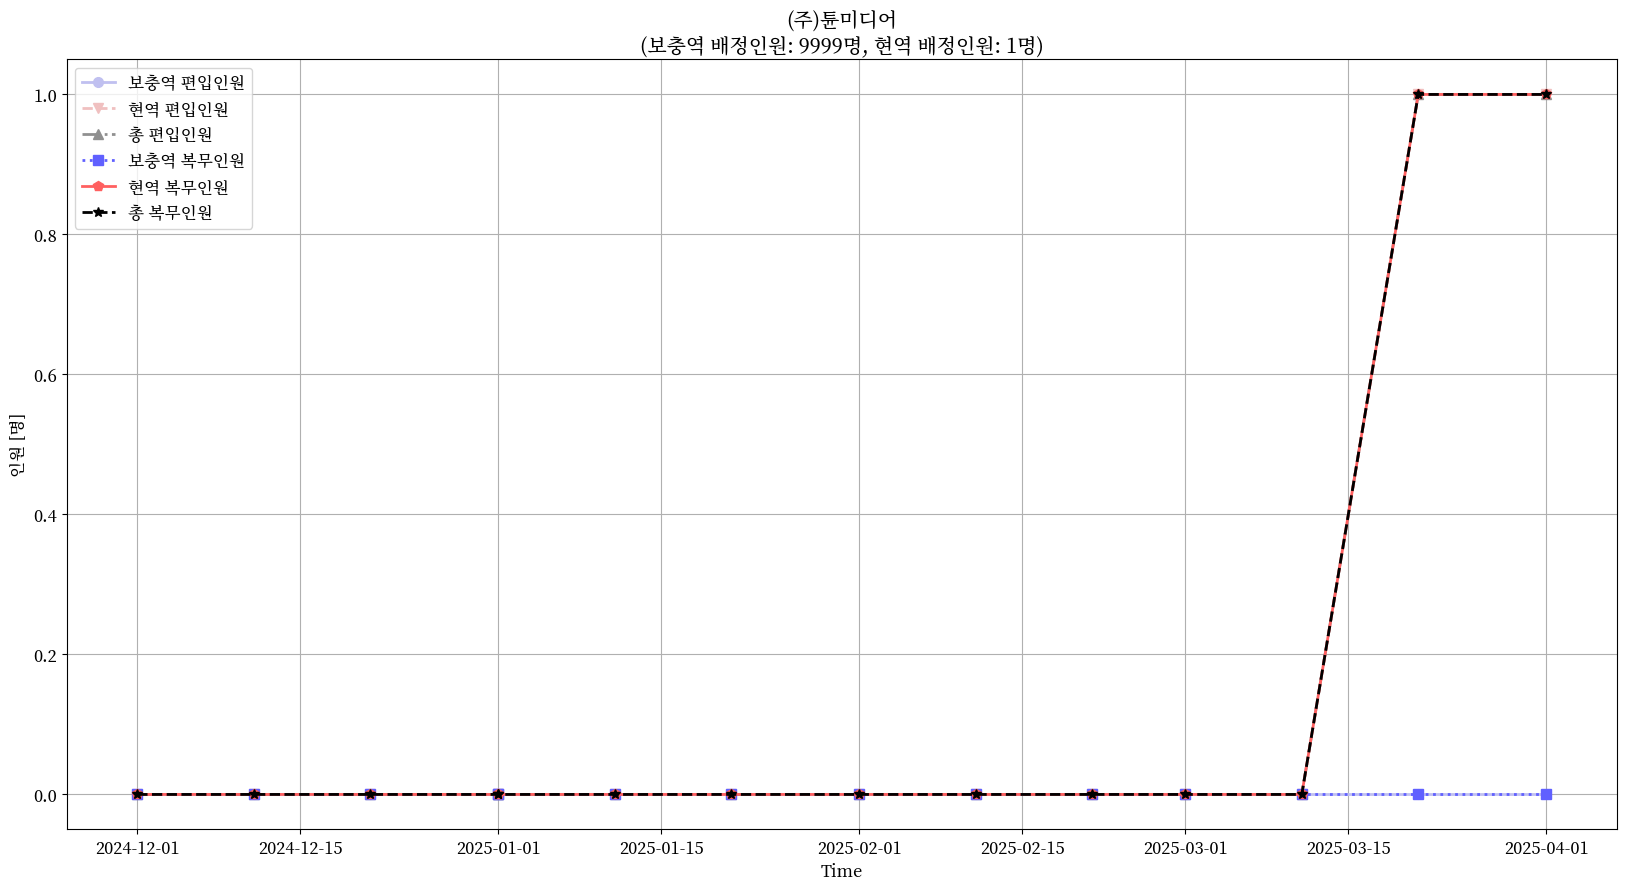 (주)튠미디어
(보충역 배정인원: 9999명, 현역 배정인원: 1명)
보충역 편입인원
현역 편입인원
총 편입인원
보충역 복무인원
현역 복무인원
총 복무인원
1.0
0.8
0.6
0.4
0.2
0.0
인원 [명]
2024-12-01
2024-12-15
2025-01-01
2025-01-15
2025-02-01
2025-02-15
2025-03-01
2025-03-15
2025-04-01
Time